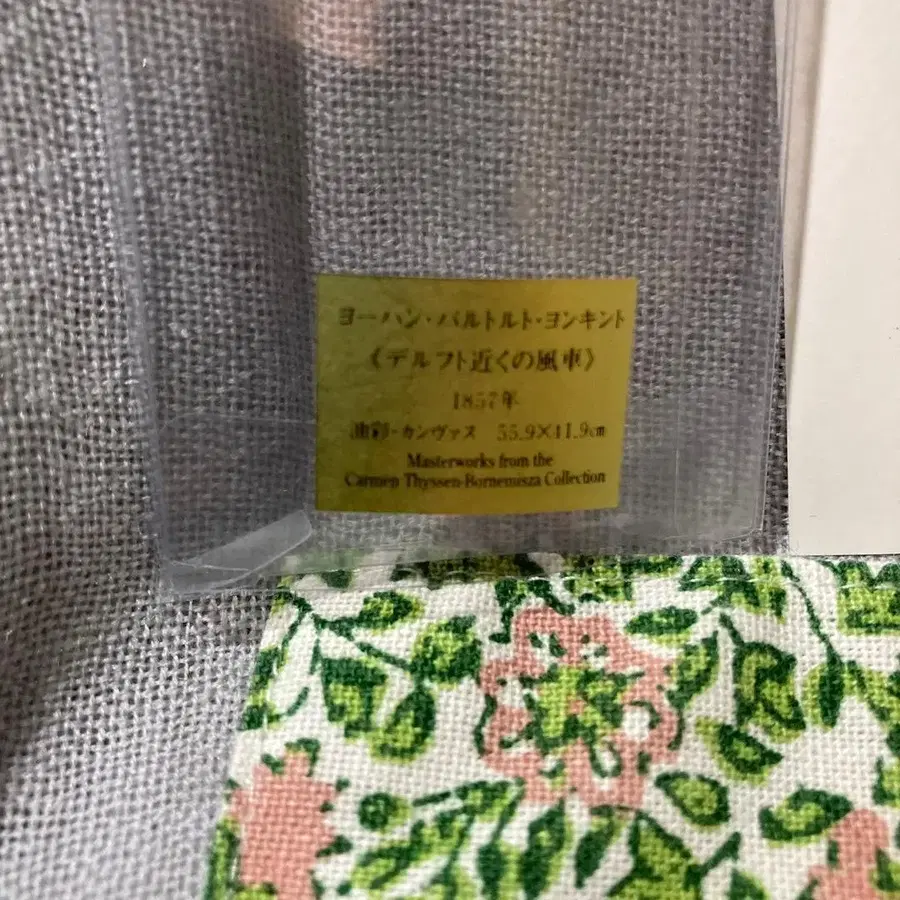 ヨーハン・バルトルト・ヨンキント
《デルフト近くの風車》
1857年
油彩・カンヴァス 55.9×41.9cm
Masterworks from the
Carmen Thyssen-Bornemisza Collection